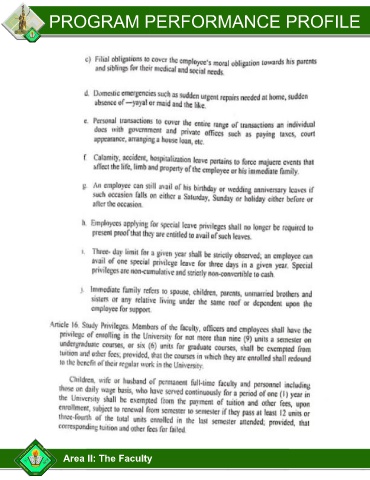 PROGRAM PERFORMANCE PROFILE
c) Filial obligations to cover the employee's moral obligation towards his parents
and siblings for their medical and social needs.
d. Domestic emergencies such as sudden urgent repairs needed at home, sudden
absence of —yayal or maid and the like.
e. Personal transactions to cover the entire range of transactions an individual
does with government and private offices such as paying taxes, court
appearance, arranging a house loan, etc.
f. Calamity, accident, hospitalization leave pertains to force majeure events that
affect the life, limb and property of the employee or his immediate family.
g. An employee can still avail of his birthday or wedding anniversary leaves if
such occasion falls on either a Saturday, Sunday or holiday either before or
after the occasion.
h. Employees applying for special leave privileges shall no longer be required to
present proof that they are entitled to avail of such leaves.
i. Three- day limit for a given year shall be strictly observed; an employee can
avail of one special privilege leave for three days in a given year. Special
privileges are non-cumulative and strictly non-convertible to cash.
j. Immediate family refers to spouse, children, parents, unmarried brothers and
sisters or any relative living under the same roof or dependent upon the
employee for support.
Article 16. Study Privileges. Members of the faculty, officers and employees shall have the
privilege of enrolling in the University for not more than nine (9) units a semester on
undergraduate courses, or six (6) units for graduate courses, shall be exempted from
tuition and other fees; provided, that the courses in which they are enrolled shall redound
to the benefit of their regular work in the University.
Children, wife or husband of permanent full-time faculty and personnel including
those on daily wage basis, who have served continuously for a period of one (1) year in
the University shall be exempted from the payment of tuition and other fees, upon
enrollment, subject to renewal from semester to semester if they pass at least 12 units or
three-fourth of the total units enrolled in the last semester attended; provided, that
corresponding tuition and other fees for failed
Area II: The Faculty